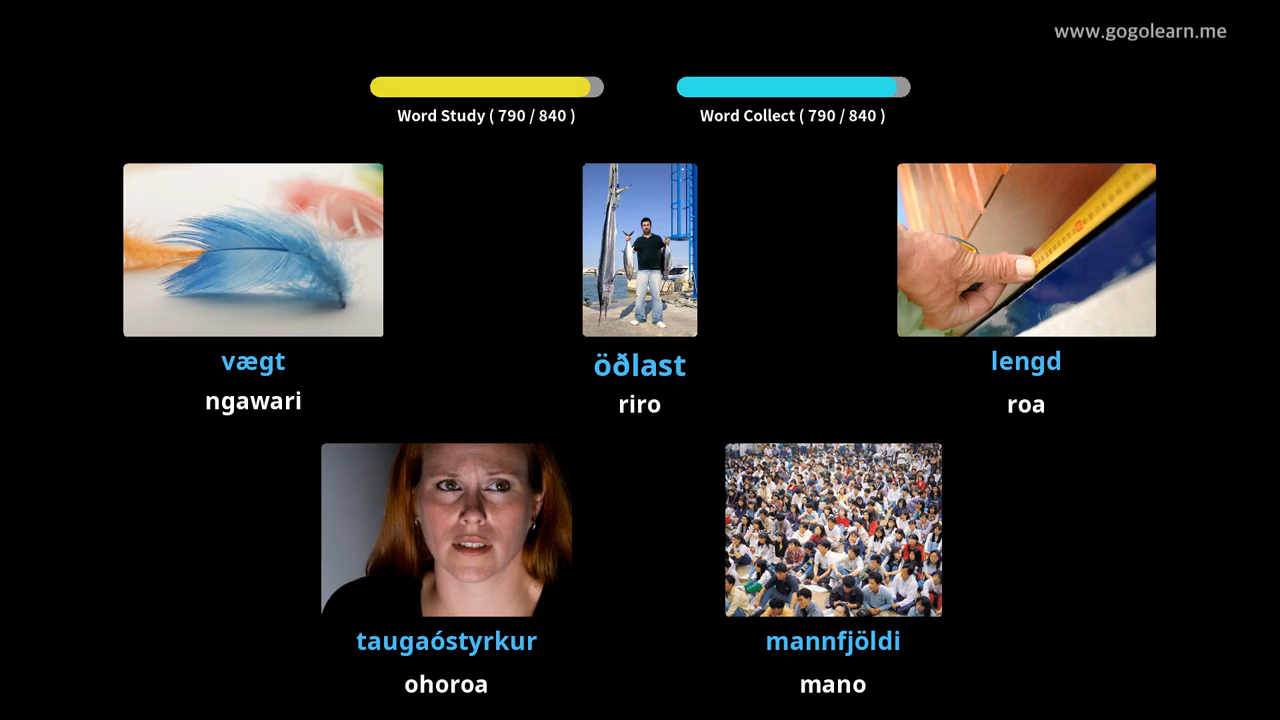 www.gogolearn.me
Word Study ( 790 / 840 )
Word Collect ( 790 / 840 )
vægt
ngawari
öðlast
riro
lengd
roa
taugaóstyrkur
ohoroa
mannfjöldi
mano